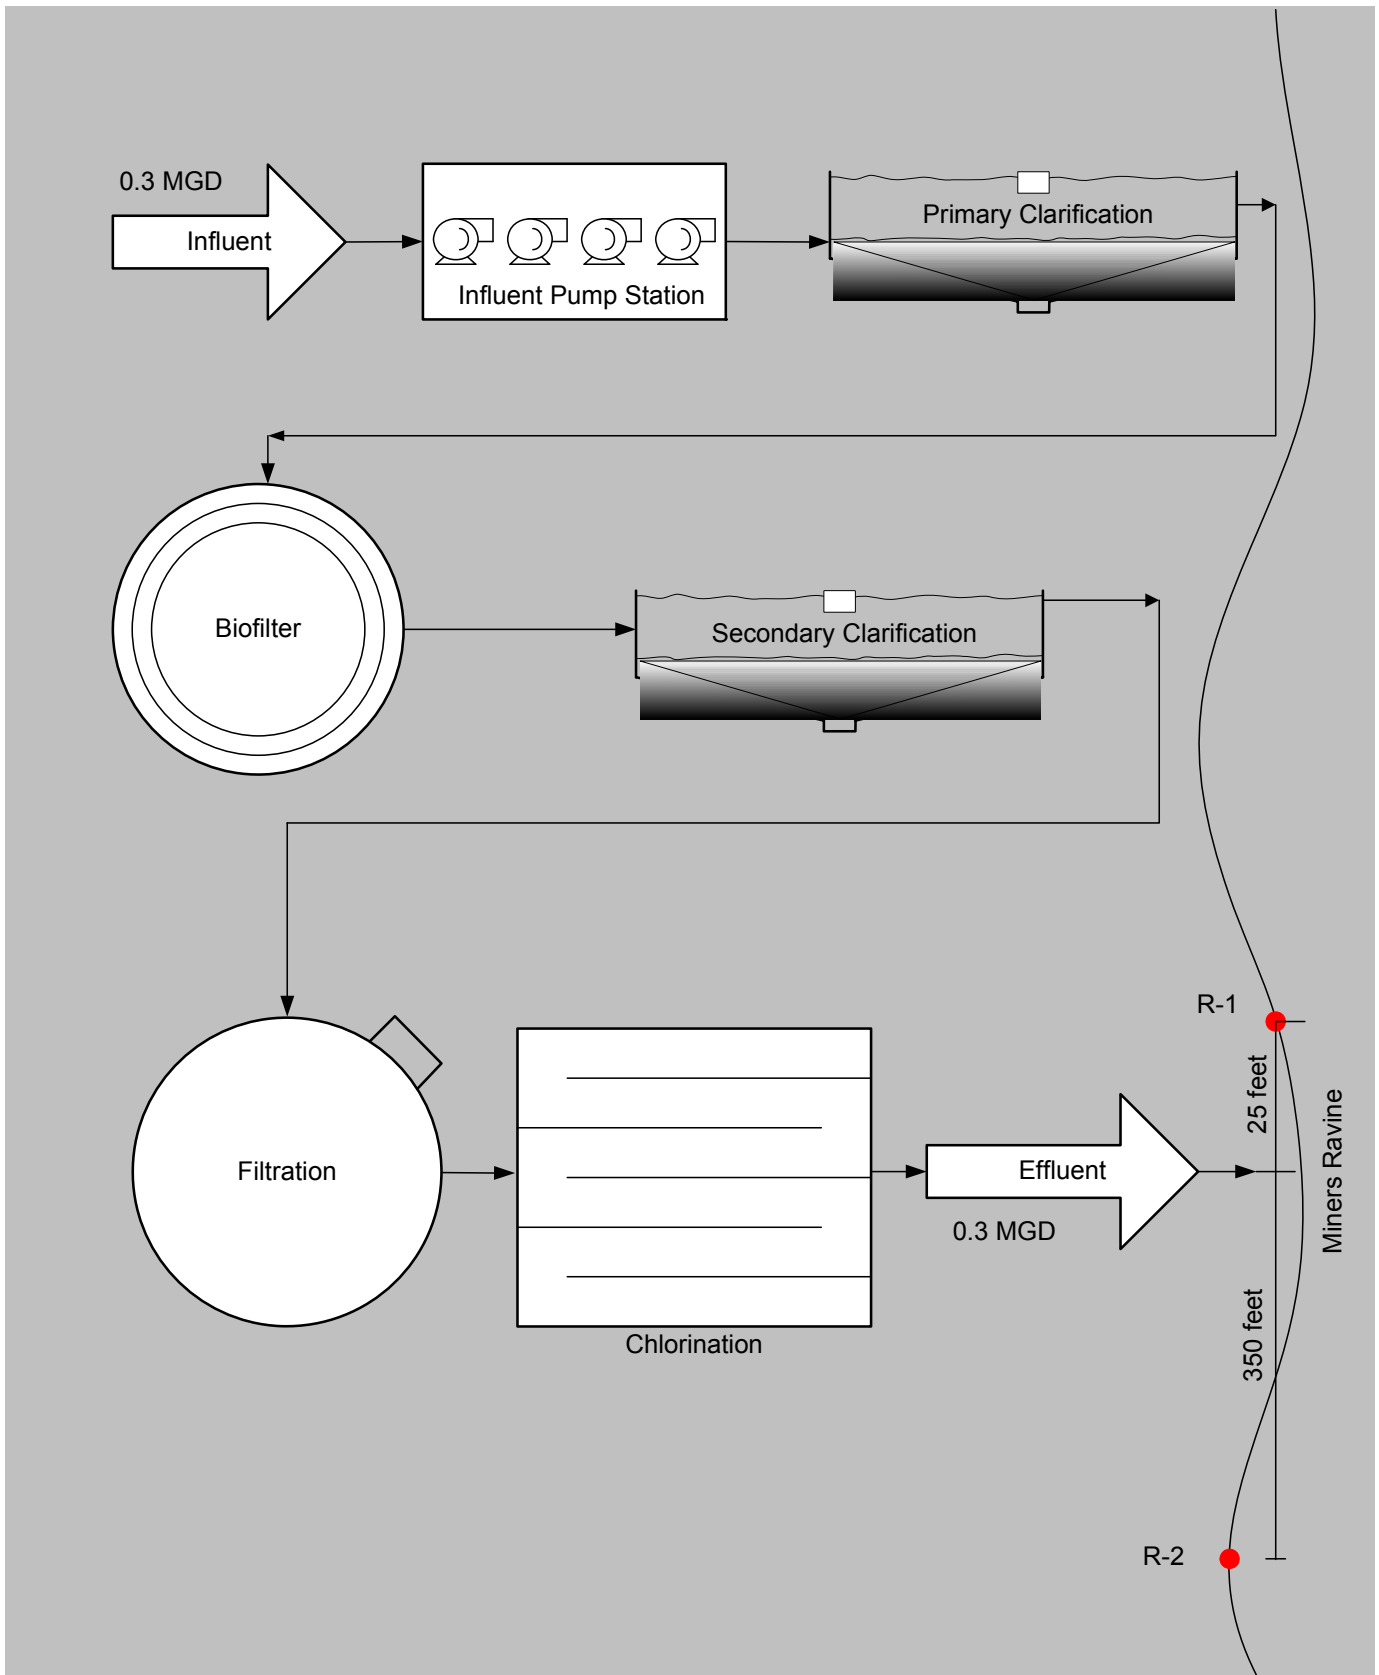 0.3 MGD
Influent
Influent Pump Station
Primary Clarification
Biofilter
Secondary Clarification
R-1
25 feet
Miners Ravine
Filtration
Effluent
0.3 MGD
350 feet
Chlorination
R-2